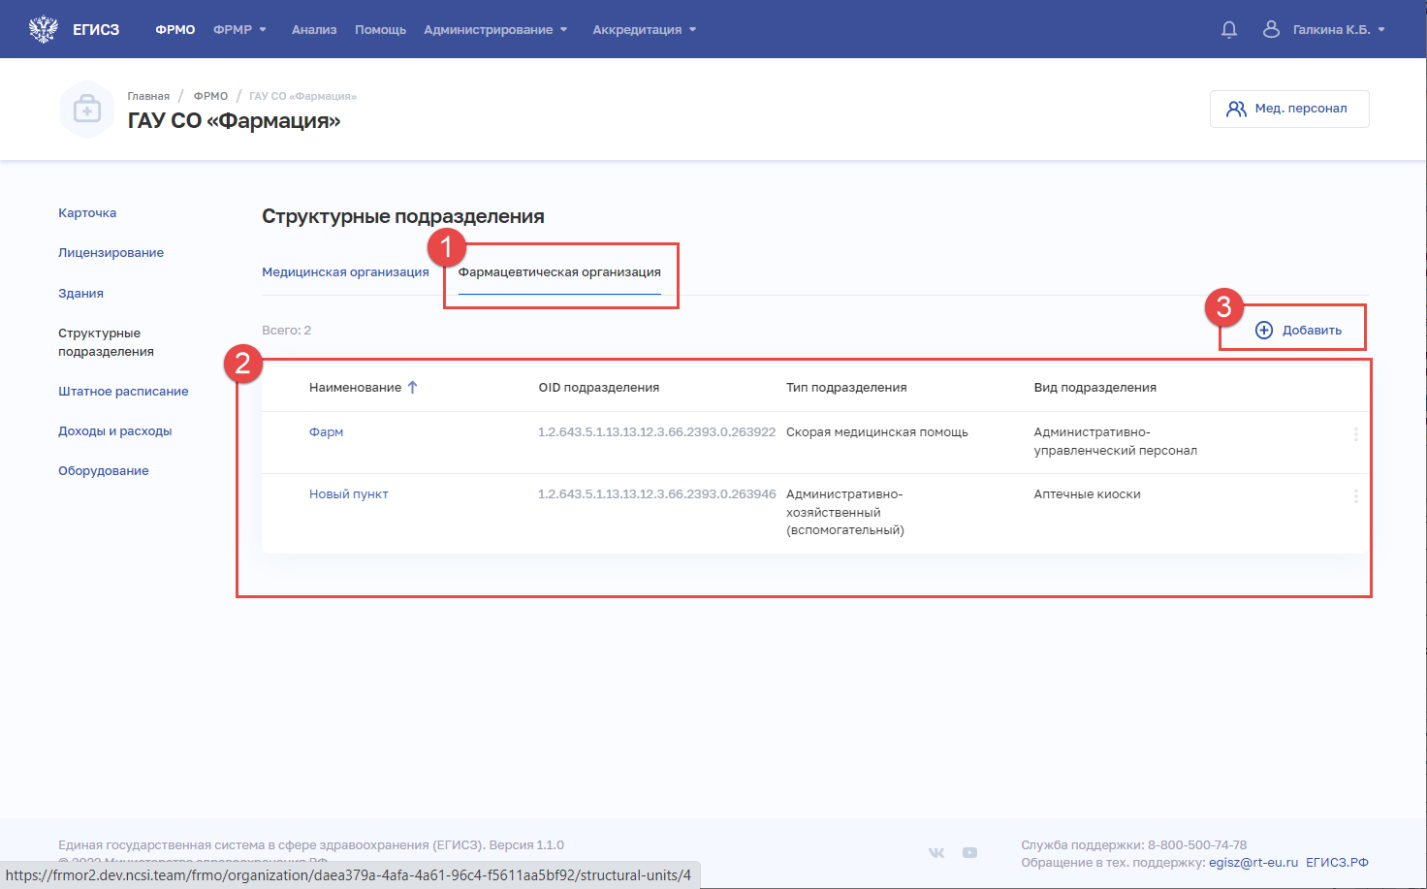 ЕГИСЗ ФРМО ФРМР Анализ Помощь Администрирование Аккредитация Галкина К.Б.
Главная / ФРМО / ГАУ СО «Фармация»
ГАУ СО «Фармация»
Мед. персонал
Карточка
Лицензирование
Здания
Структурные
подразделения
Штатное расписание
Доходы и расходы
Оборудование
Структурные подразделения
1
Медицинская организация Фармацевтическая организация
3
Всего: 2 Добавить
2
Наименование ↑ OID подразделения Тип подразделения Вид подразделения
Фарм 1.2.643.5.1.13.13.12.3.66.2393.0.263922 Скорая медицинская помощь Административно-
управленческий персонал
Новый пункт 1.2.643.5.1.13.13.12.3.66.2393.0.263946 Административно- Аптечные киоски
хозяйственный
(вспомогательный)
Единая государственная система в сфере здравоохранения (ЕГИСЗ). Версия 1.1.0
Служба поддержки: 8-800-500-74-78
Обращение в тех. поддержку: egisz@rt-eu.ru ЕГИСЗ.РФ
https://frmor2.dev.ncsi.team/frmo/organization/daea379a-4afa-4a61-96c4-f5611aa5bf92/structural-units/4